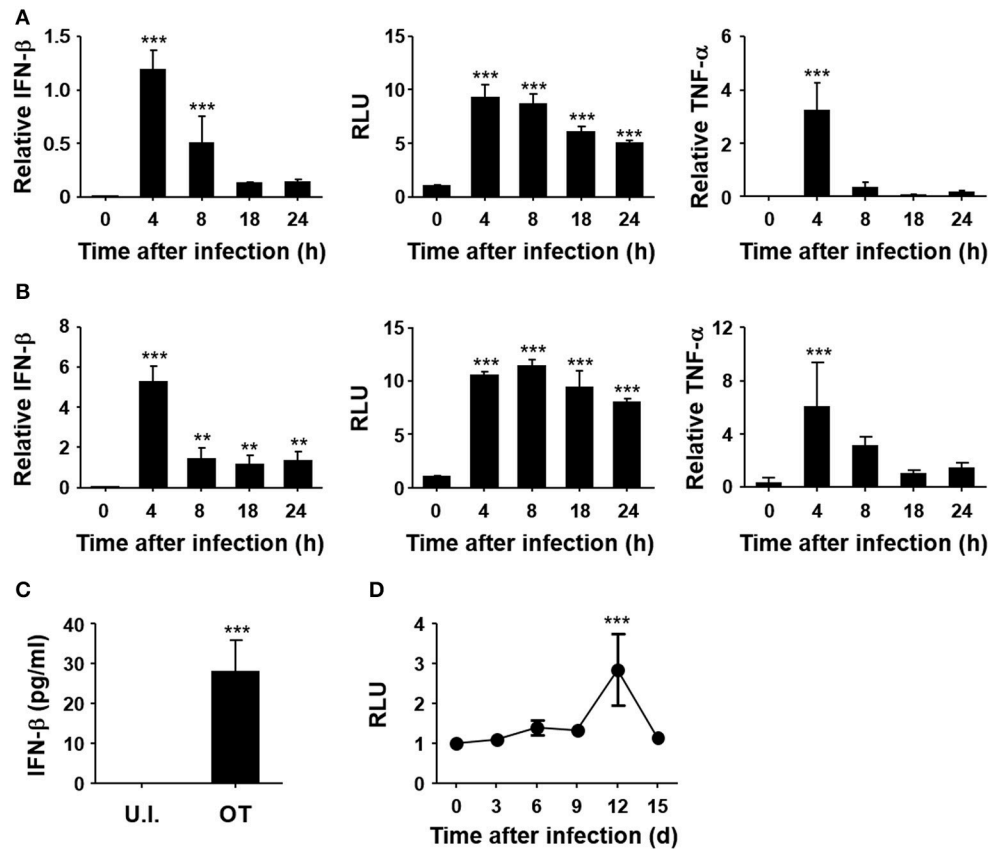 A
Relative IFN-β
1.5
1.0
0.5
0
***
***
0 4 8 18 24
Time after infection (h)
RLU
15
10
5
0
***
***
***
***
0 4 8 18 24
Time after infection (h)
Relative TNF-α
6
4
2
0
***
0 4 8 18 24
Time after infection (h)
B
Relative IFN-β
8
6
4
2
0
***
**
**
**
0 4 8 18 24
Time after infection (h)
RLU
15
10
5
0
***
***
***
***
0 4 8 18 24
Time after infection (h)
Relative TNF-α
12
8
4
0
***
0 4 8 18 24
Time after infection (h)
C
IFN-β (pg/ml)
40
30
20
10
0
***
U.I. OT
D
RLU
4
3
2
1
0
***
0 3 6 9 12 15
Time after infection (d)